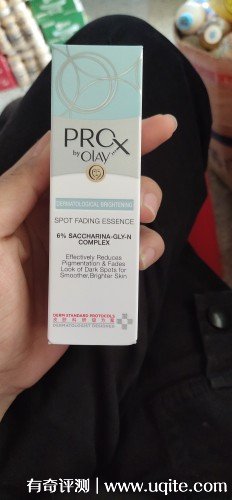 PROX
by OLAY
DERMATOLOGICAL BRIGHTENING
SPOT FADING ESSENCE
6% SACCHARINA-GLY-N
COMPLEX
Effectively Reduces
Pigmentation & Fades
Look of Dark Spots for
Smoother, Brighter Skin
DERM STANDARD PROTOCOLS
DERMATOLOGIST DESIGNED
有奇评测 | www.uqite.com